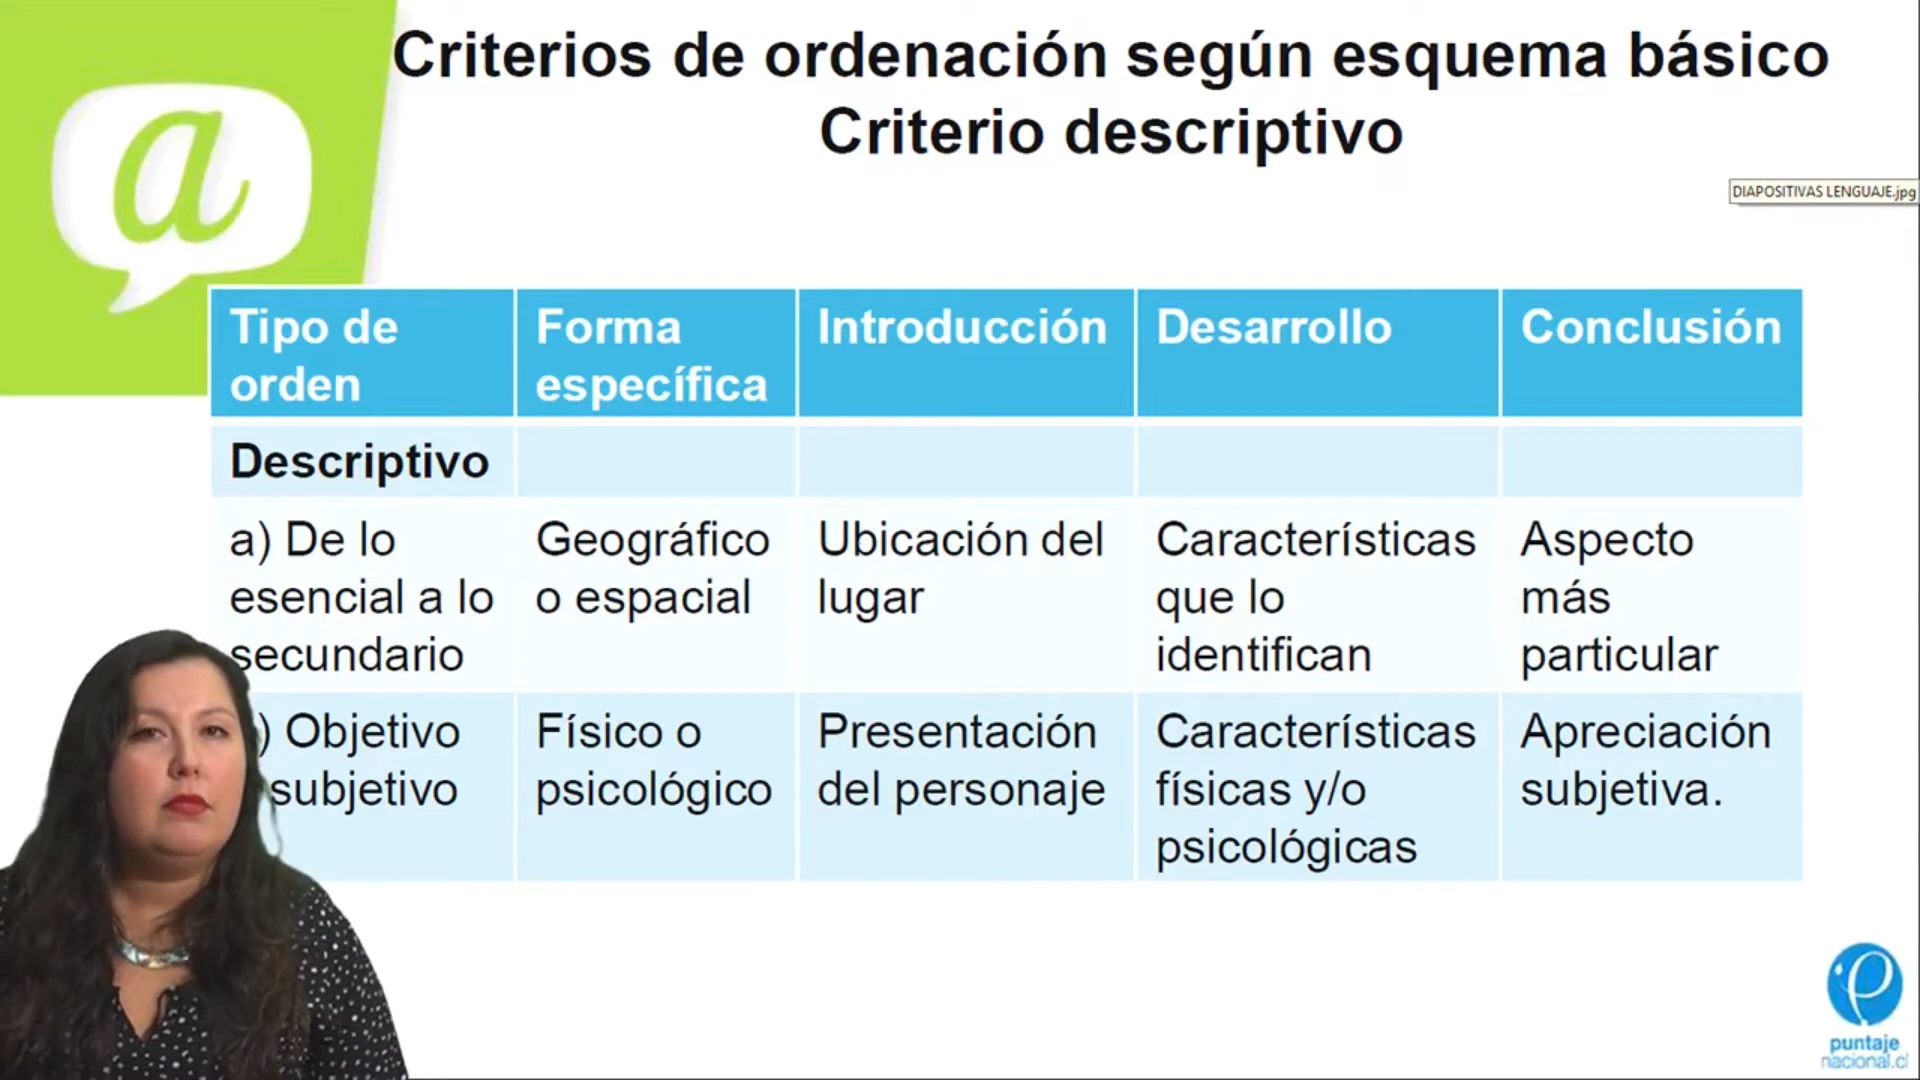 Criterios de ordenación según esquema básico
Criterio descriptivo
a
DIAPOSITIVAS LENGUAJE.jpg
Tipo de orden
Forma específica
Introducción
Desarrollo
Conclusión
Descriptivo
a) De lo
esencial a lo
secundario
Geográfico
o espacial
Ubicación del
lugar
Características
que lo
identifican
Aspecto
más
particular
) Objetivo
subjetivo
Físico o
psicológico
Presentación
del personaje
Características
físicas y/o
psicológicas
Apreciación
subjetiva.
puntaje
nacional.cl